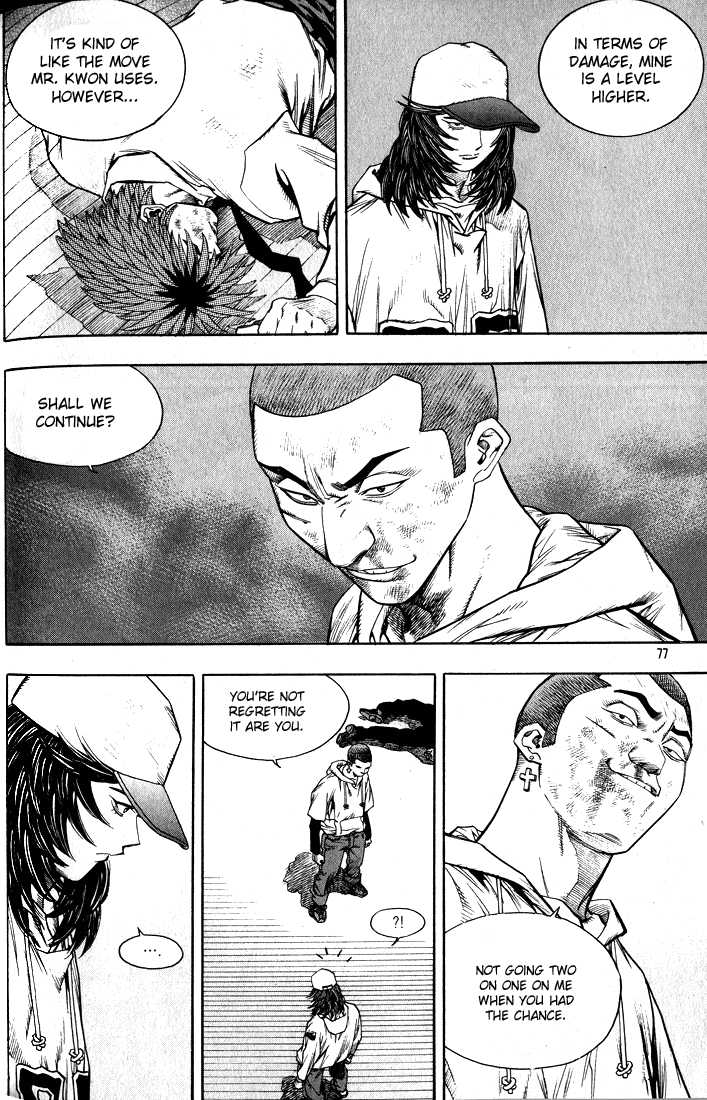 IT'S KIND OF
LIKE THE MOVE
MR. KWON USES.
HOWEVER...
IN TERMS OF
DAMAGE, MINE
IS A LEVEL
HIGHER.
SHALL WE
CONTINUE?
77
....
YOU'RE NOT
REGRETTING
IT ARE YOU.
?!
NOT GOING TWO
ON ONE ON ME
WHEN YOU HAD
THE CHANCE.